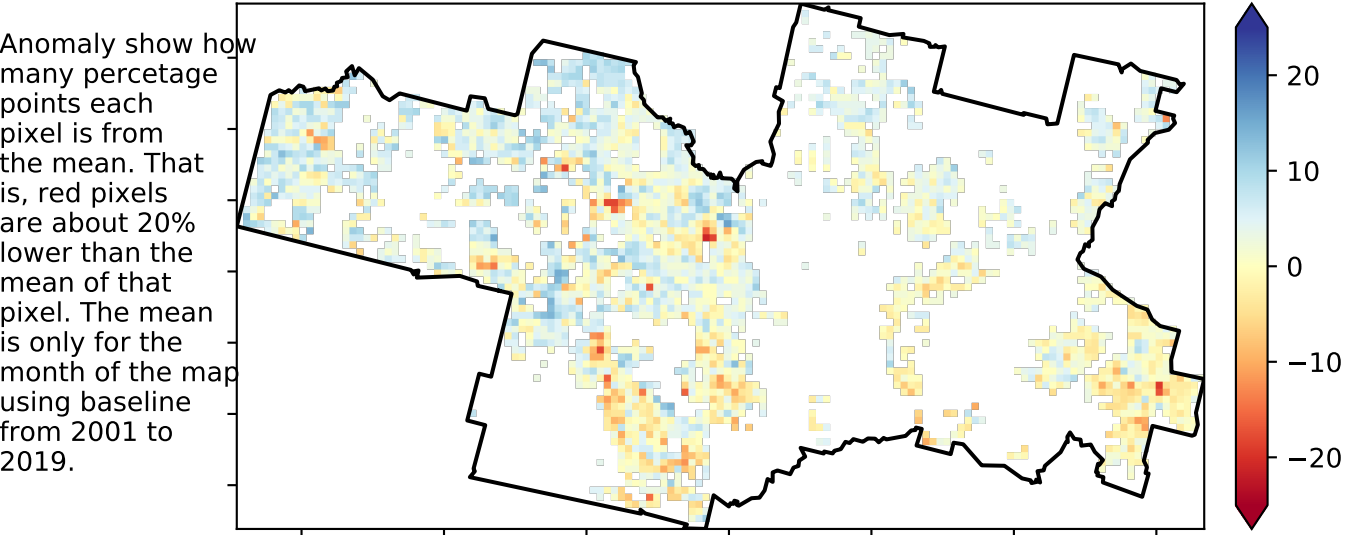 Anomaly show how
many percetage
points each
pixel is from
the mean. That
is, red pixels
are about 20%
lower than the
mean of that
pixel. The mean
is only for the
month of the map
using baseline
from 2001 to
2019.
20
10
0
−10
−20